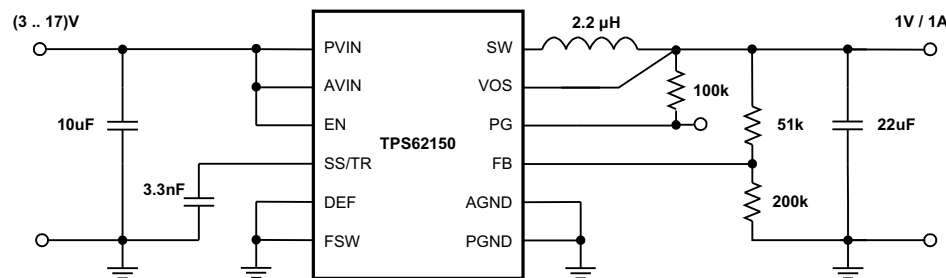 (3 .. 17)V
2.2 µH
1V / 1A
PVIN
SW
AVIN
VOS
100k
10uF
EN
PG
51k
22uF
TPS62150
SS/TR
FB
3.3nF
DEF
AGND
200k
FSW
PGND